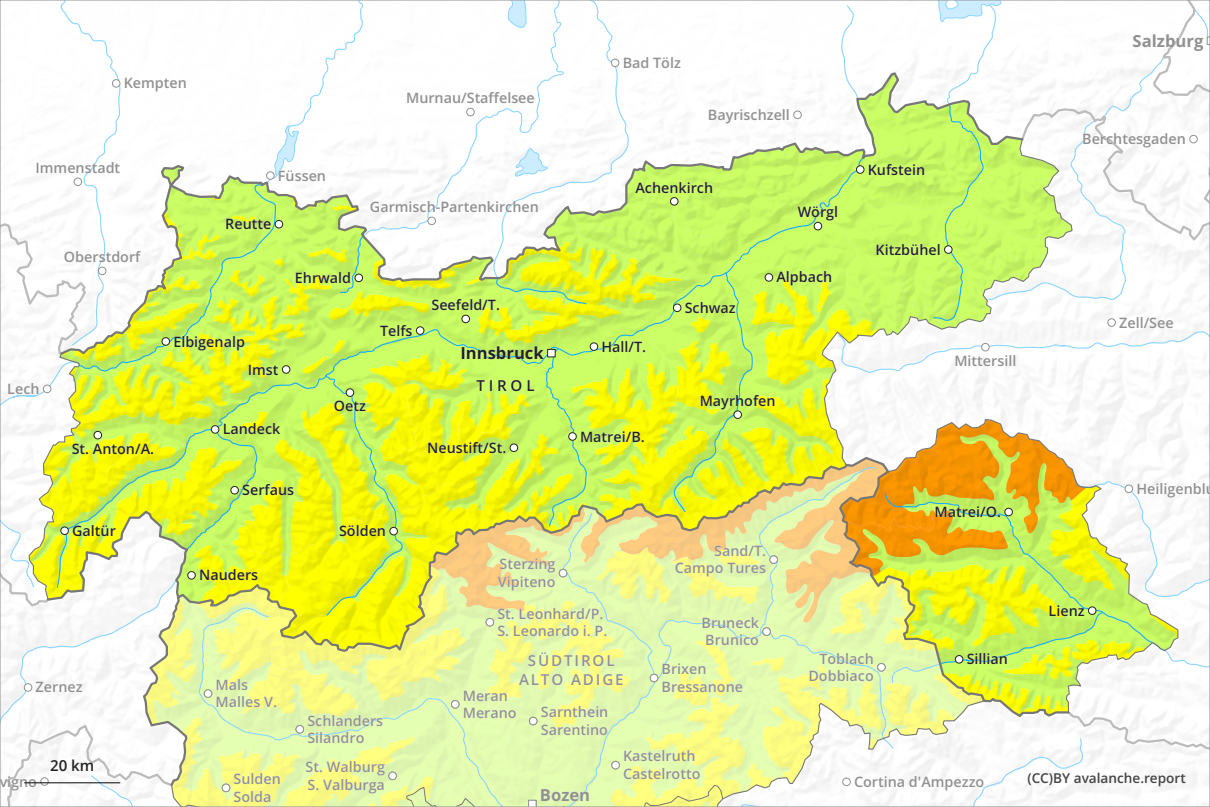 Salzburg
Bad Tölz
Kempten
Murnau/Staffelsee
Bayrischzell
Berchtesgaden
Immenstadt
Füssen
Kufstein
Achenkirch
Garmisch-Partenkirchen
Wörgl
Reutte
Kitzbühel
Oberstdorf
Ehrwald
Alpbach
Seefeld/T.
Schwaz
Zell/See
Telfs
Elbigenalp
Innsbruck
Hall/T.
Mittersill
Imst
TIROL
Lech
Oetz
Mayrhofen
Landeck
Matrei/B.
St. Anton/A.
Neustift/St.
Serfaus
Heiligenblu
Matrei/O.
Galtür
Sölden
Sand/T.
Campo Tures
Sterzing
Vipiteno
Nauders
St. Leonhard/P.
S. Leonardo i. P.
Lienz
Bruneck
Brunico
SÜDTIROL
ALTO ADIGE
Toblach
Dobbiaco
Sillian
Brixen
Bressanone
Zernez
Mals
Malles V.
Meran
Merano
Sarnthein
Sarentino
Schlanders
Silandro
Kastelruth
Castelrotto
20 km
St. Walburg
S. Valburga
Sulden
Solda
vigno
Cortina d'Ampezzo
(CC)BY avalanche.report
Bozen